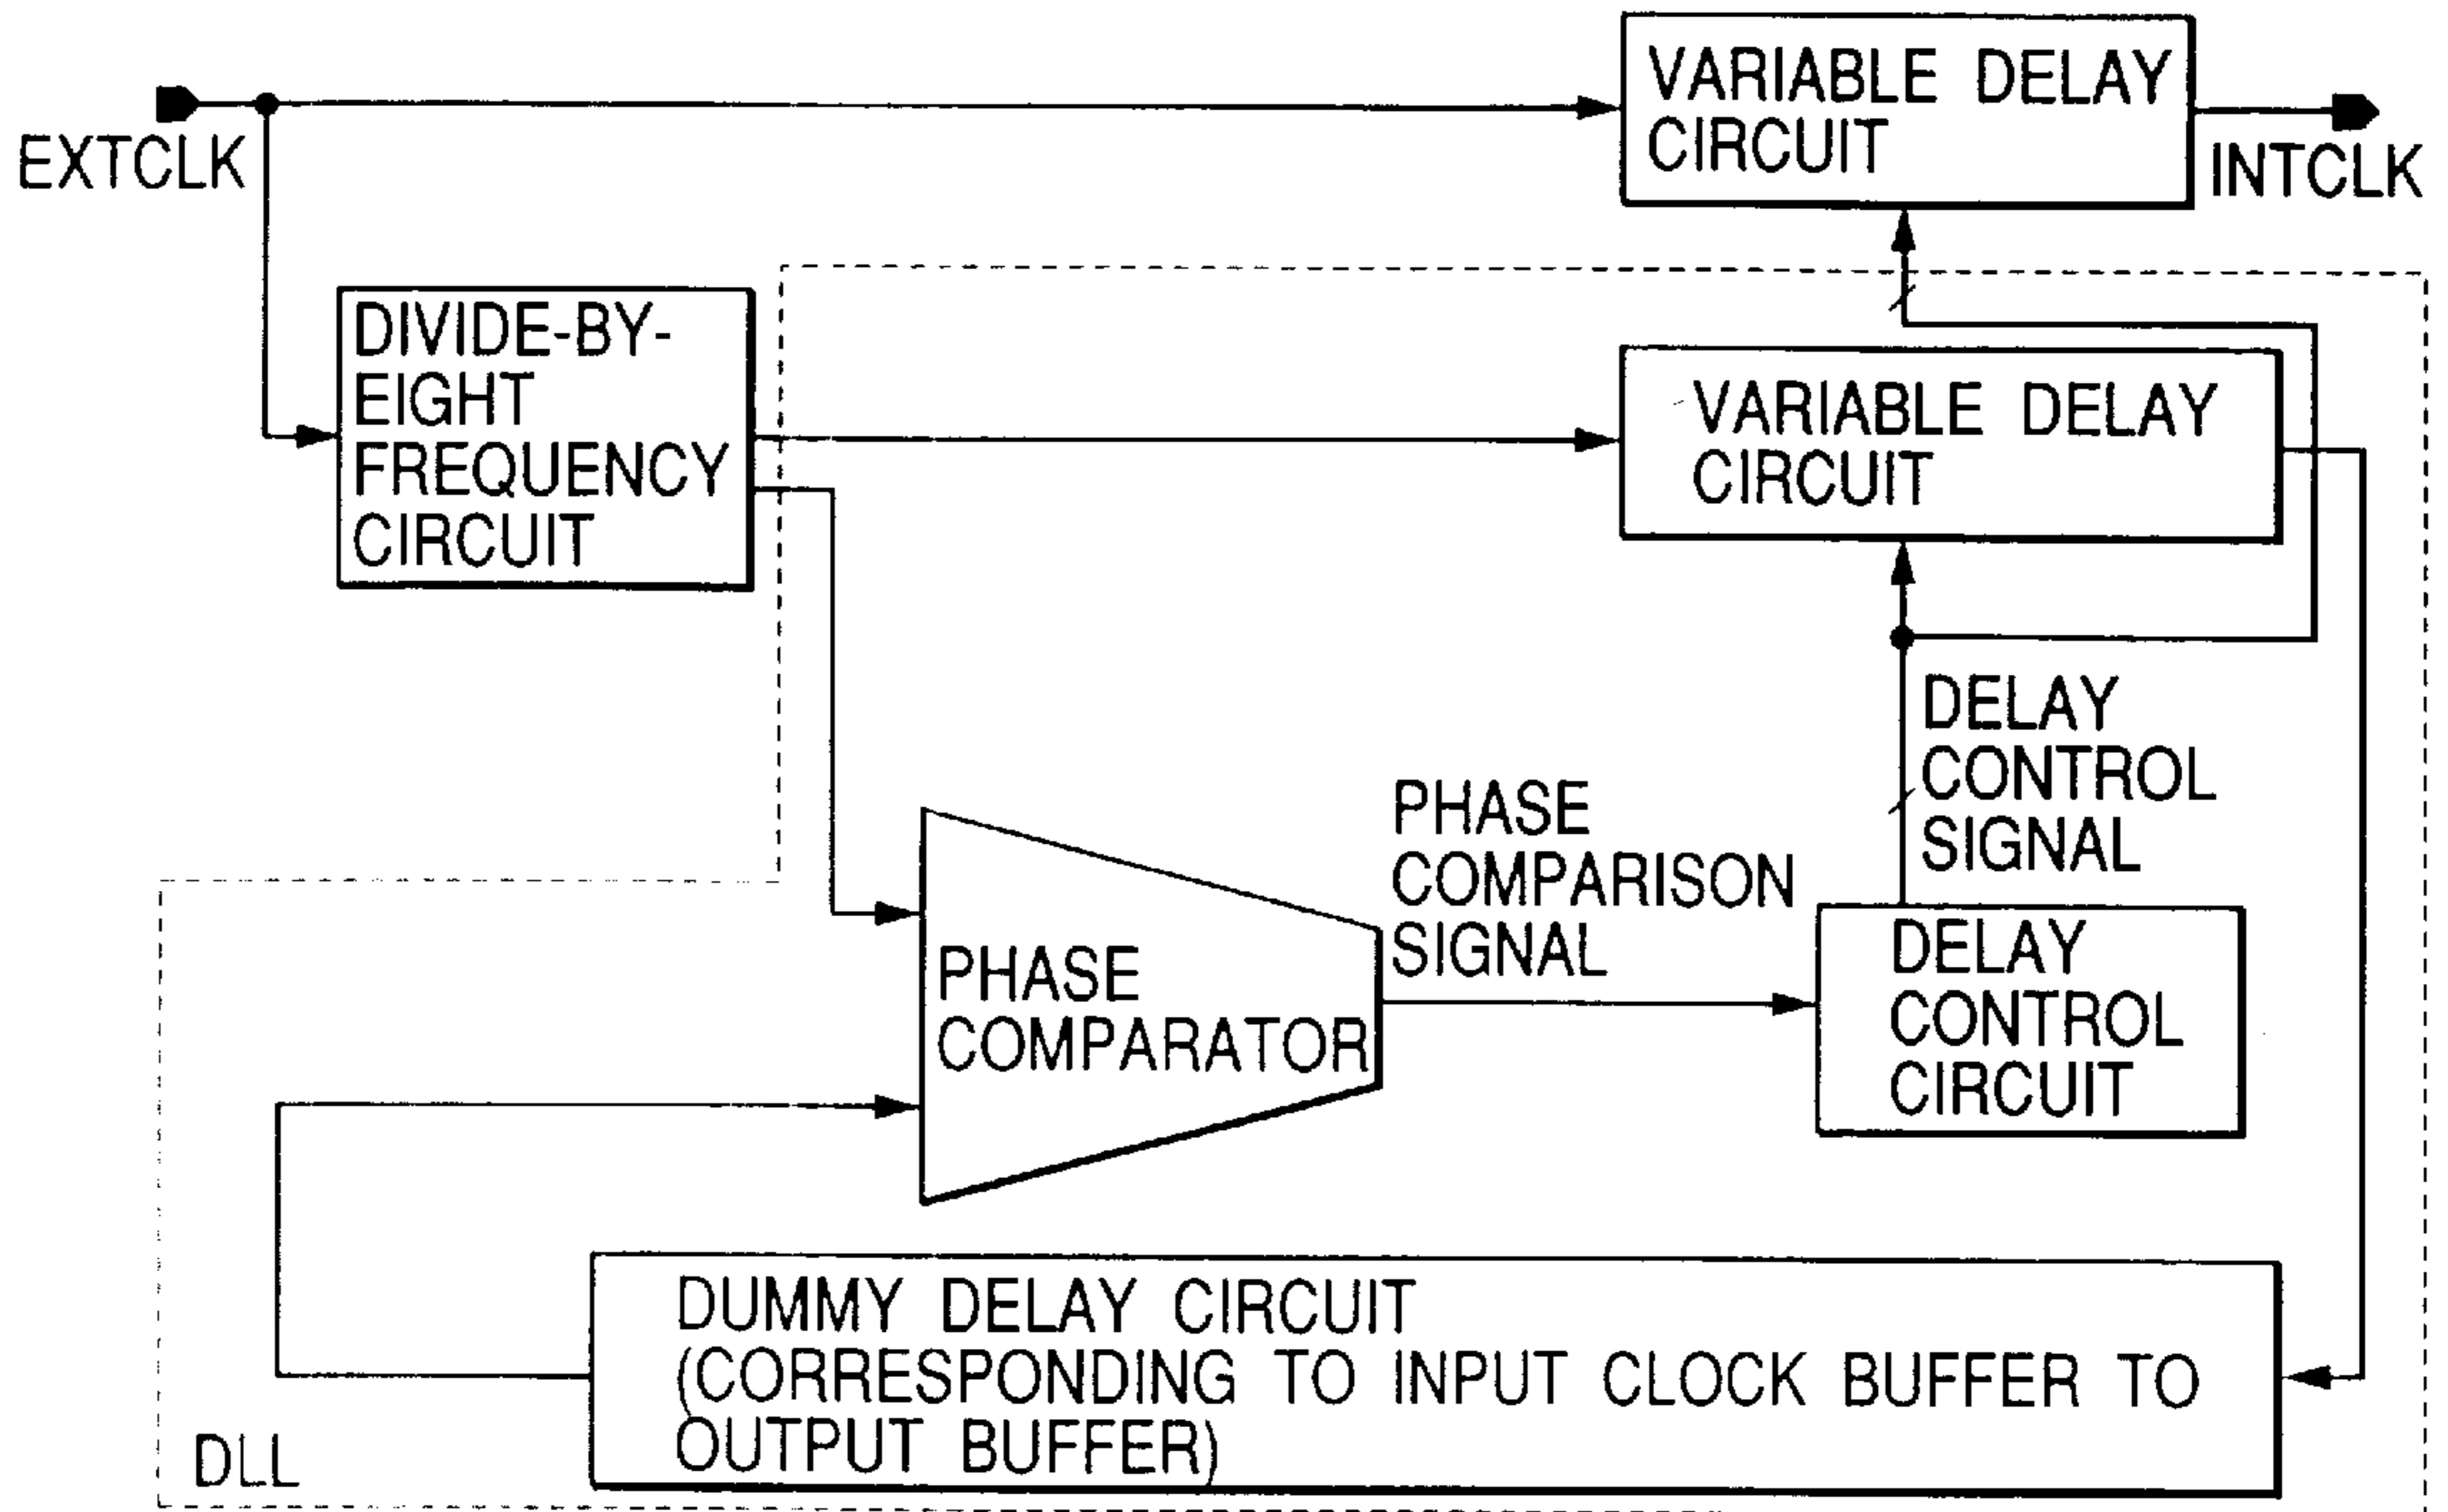 VARIABLE DELAY
CIRCUIT
EXTCLK
INTCLK
DIVIDE-BY-
EIGHT
FREQUENCY
CIRCUIT
VARIABLE DELAY
CIRCUIT
DELAY
CONTROL
SIGNAL
PHASE
COMPARISON
SIGNAL
PHASE
COMPARATOR
DELAY
CONTROL
CIRCUIT
DUMMY DELAY CIRCUIT
(CORRESPONDING TO INPUT CLOCK BUFFER TO
OUTPUT BUFFER)
DLL